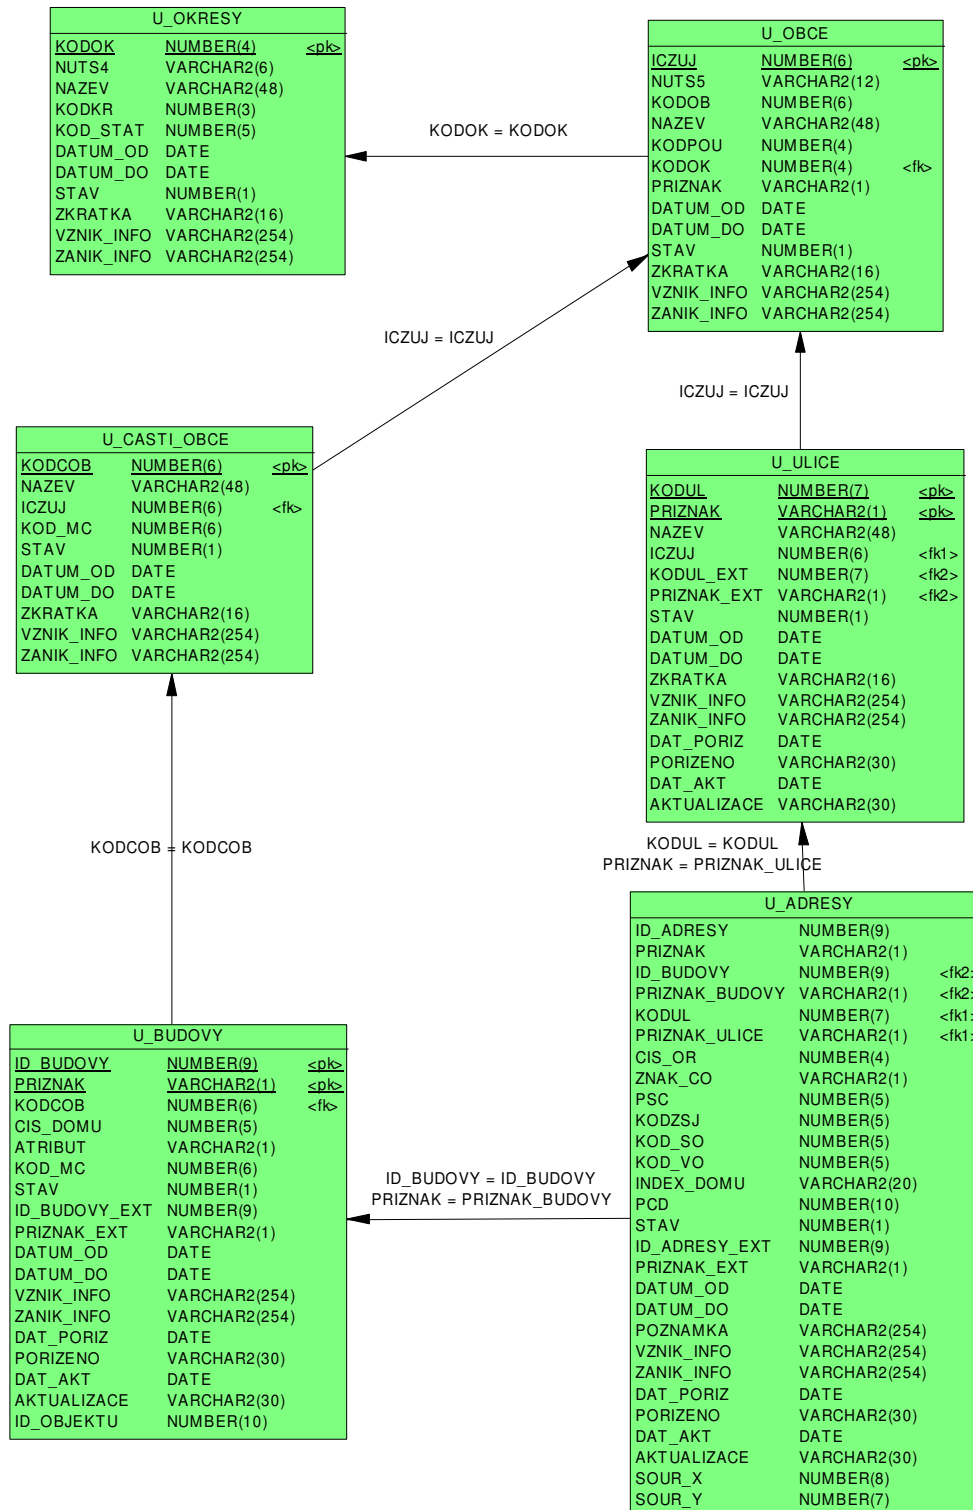 U_OKRESY
KODOK NUMBER(4) <pk>
NUTS4 VARCHAR2(6)
NAZEV VARCHAR2(48)
KODKR NUMBER(3)
KOD_STAT NUMBER(5)
DATUM_OD DATE
DATUM_DO DATE
STAV NUMBER(1)
ZKRATKA VARCHAR2(16)
VZNIK_INFO VARCHAR2(254)
ZANIK_INFO VARCHAR2(254)
KODOK = KODOK
U_OBCE
ICZUJ NUMBER(6) <pk>
NUTS5 VARCHAR2(12)
KODOB NUMBER(6)
NAZEV VARCHAR2(48)
KODPOU NUMBER(4)
KODOK NUMBER(4) <fk>
PRIZNAK VARCHAR2(1)
DATUM_OD DATE
DATUM_DO DATE
STAV NUMBER(1)
ZKRATKA VARCHAR2(16)
VZNIK_INFO VARCHAR2(254)
ZANIK_INFO VARCHAR2(254)
ICZUJ = ICZUJ
ICZUJ = ICZUJ
U_CASTI_OBCE
KODCOB NUMBER(6) <pk>
NAZEV VARCHAR2(48)
ICZUJ NUMBER(6) <fk>
KOD_MC NUMBER(6)
STAV NUMBER(1)
DATUM_OD DATE
DATUM_DO DATE
ZKRATKA VARCHAR2(16)
VZNIK_INFO VARCHAR2(254)
ZANIK_INFO VARCHAR2(254)
U_ULICE
KODUL NUMBER(7) <pk>
PRIZNAK VARCHAR2(1) <pk>
NAZEV VARCHAR2(48)
ICZUJ NUMBER(6) <fk1>
KODUL_EXT NUMBER(7) <fk2>
PRIZNAK_EXT VARCHAR2(1) <fk2>
STAV NUMBER(1)
DATUM_OD DATE
DATUM_DO DATE
ZKRATKA VARCHAR2(16)
VZNIK_INFO VARCHAR2(254)
ZANIK_INFO VARCHAR2(254)
DAT_PORIZ DATE
PORIZENO VARCHAR2(30)
DAT_AKT DATE
AKTUALIZACE VARCHAR2(30)
KODCOB = KODCOB
KODUL = KODUL
PRIZNAK = PRIZNAK_ULICE
U_ADRESY
ID_ADRESY NUMBER(9)
PRIZNAK VARCHAR2(1)
ID_BUDOVY NUMBER(9) <fk2>
PRIZNAK_BUDOVY VARCHAR2(1) <fk2>
KODUL NUMBER(7) <fk1>
PRIZNAK_ULICE VARCHAR2(1) <fk1>
CIS_OR NUMBER(4)
ZNAK_CO VARCHAR2(1)
PSC NUMBER(5)
KODZSJ NUMBER(5)
KOD_SO NUMBER(5)
KOD_VO NUMBER(5)
INDEX_DOMU VARCHAR2(20)
PCD NUMBER(10)
STAV NUMBER(1)
ID_ADRESY_EXT NUMBER(9)
PRIZNAK_EXT VARCHAR2(1)
DATUM_OD DATE
DATUM_DO DATE
POZNAMKA VARCHAR2(254)
VZNIK_INFO VARCHAR2(254)
ZANIK_INFO VARCHAR2(254)
DAT_PORIZ DATE
PORIZENO VARCHAR2(30)
DAT_AKT DATE
AKTUALIZACE VARCHAR2(30)
SOUR_X NUMBER(8)
SOUR_Y NUMBER(7)
U_BUDOVY
ID_BUDOVY NUMBER(9) <pk>
PRIZNAK VARCHAR2(1) <pk>
KODCOB NUMBER(6) <fk>
CIS_DOMU NUMBER(5)
ATRIBUT VARCHAR2(1)
KOD_MC NUMBER(6)
STAV NUMBER(1)
ID_BUDOVY_EXT NUMBER(9)
PRIZNAK_EXT VARCHAR2(1)
DATUM_OD DATE
DATUM_DO DATE
VZNIK_INFO VARCHAR2(254)
ZANIK_INFO VARCHAR2(254)
DAT_PORIZ DATE
PORIZENO VARCHAR2(30)
DAT_AKT DATE
AKTUALIZACE VARCHAR2(30)
ID_OBJEKTU NUMBER(10)
ID_BUDOVY = ID_BUDOVY
PRIZNAK = PRIZNAK_BUDOVY